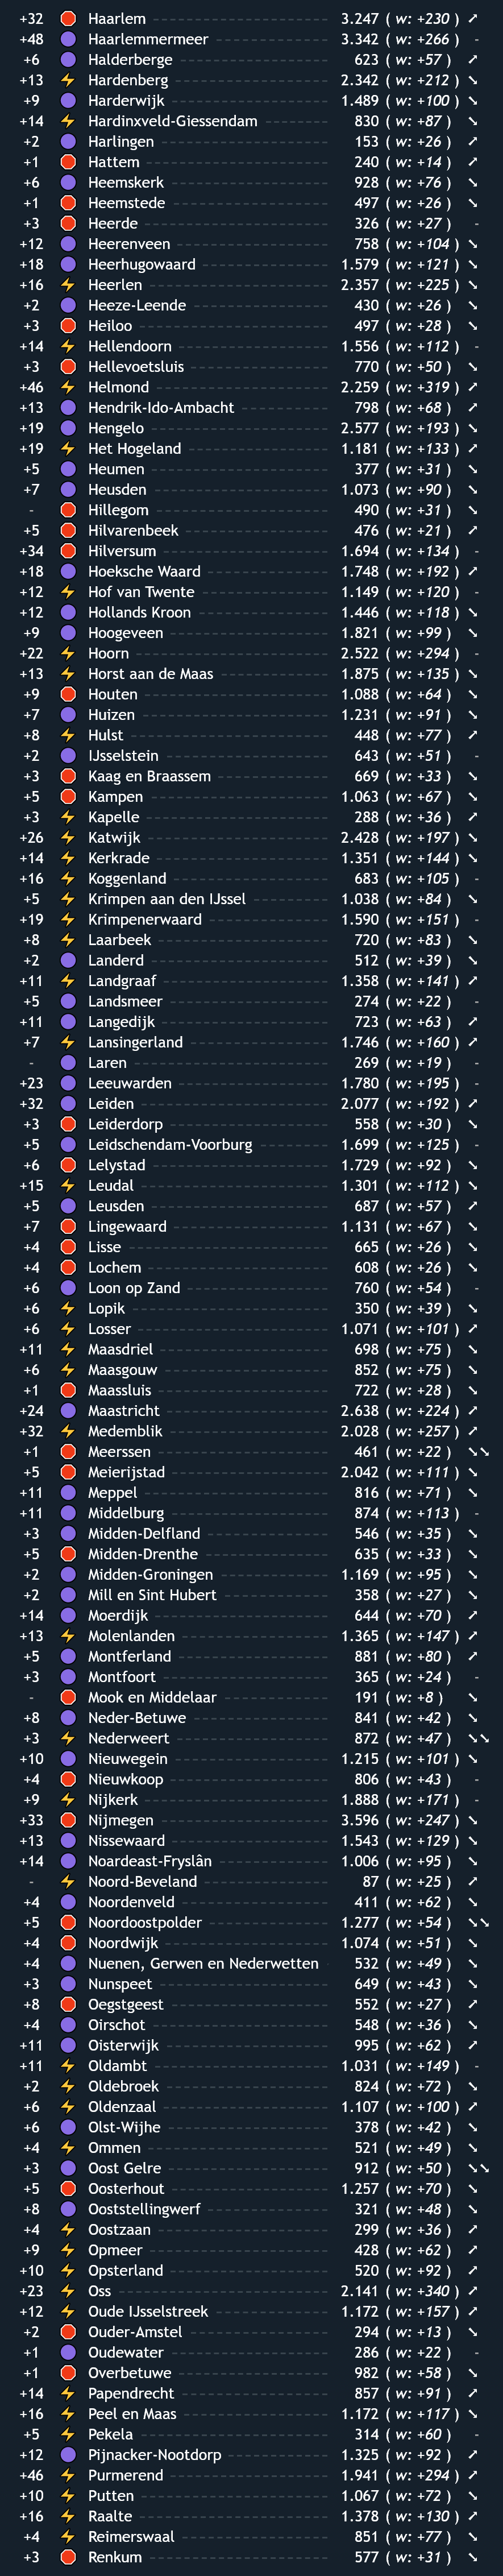 +32 Haarlem 3.247 ( w: +230 ) ↗
+48 Haarlemmermeer 3.342 ( w: +266 ) -
+6 Halderberge 623 ( w: +57 ) ↗
+13 Hardenberg 2.342 ( w: +212 ) ↘
+9 Harderwijk 1.489 ( w: +100 ) ↘
+14 Hardinxveld-Giessendam 830 ( w: +87 ) ↘
+2 Harlingen 153 ( w: +26 ) ↗
+1 Hattem 240 ( w: +14 ) ↗
+6 Heemskerk 928 ( w: +76 ) ↘
+1 Heemstede 497 ( w: +26 ) ↘
+3 Heerde 326 ( w: +27 ) -
+12 Heerenveen 758 ( w: +104 ) ↘
+18 Heerhugowaard 1.579 ( w: +121 ) ↘
+16 Heerlen 2.357 ( w: +225 ) ↘
+2 Heeze-Leende 430 ( w: +26 ) ↘
+3 Heiloo 497 ( w: +28 ) ↘
+14 Hellendoorn 1.556 ( w: +112 ) -
+3 Hellevoetsluis 770 ( w: +50 ) ↘
+46 Helmond 2.259 ( w: +319 ) ↗
+13 Hendrik-Ido-Ambacht 798 ( w: +68 ) ↗
+19 Hengelo 2.577 ( w: +193 ) ↘
+19 Het Hogeland 1.181 ( w: +133 ) ↗
+5 Heumen 377 ( w: +31 ) ↘
+7 Heusden 1.073 ( w: +90 ) ↘
- Hillegom 490 ( w: +31 ) ↘
+5 Hilvarenbeek 476 ( w: +21 ) ↗
+34 Hilversum 1.694 ( w: +134 ) -
+18 Hoeksche Waard 1.748 ( w: +192 ) ↗
+12 Hof van Twente 1.149 ( w: +120 ) -
+12 Hollands Kroon 1.446 ( w: +118 ) ↘
+9 Hoogeveen 1.821 ( w: +99 ) ↘
+22 Hoorn 2.522 ( w: +294 ) -
+13 Horst aan de Maas 1.875 ( w: +135 ) ↘
+9 Houten 1.088 ( w: +64 ) ↘
+7 Huizen 1.231 ( w: +91 ) ↘
+8 Hulst 448 ( w: +77 ) ↗
+2 IJsselstein 643 ( w: +51 ) -
+3 Kaag en Braassem 669 ( w: +33 ) ↘
+5 Kampen 1.063 ( w: +67 ) ↘
+3 Kapelle 288 ( w: +36 ) ↗
+26 Katwijk 2.428 ( w: +197 ) ↘
+14 Kerkrade 1.351 ( w: +144 ) ↘
+16 Koggenland 683 ( w: +105 ) -
+5 Krimpen aan den IJssel 1.038 ( w: +84 ) ↘
+19 Krimpenerwaard 1.590 ( w: +151 ) -
+8 Laarbeek 720 ( w: +83 ) ↘
+2 Landerd 512 ( w: +39 ) ↘
+11 Landgraaf 1.358 ( w: +141 ) ↗
+5 Landsmeer 274 ( w: +22 ) -
+11 Langedijk 723 ( w: +63 ) ↗
+7 Lansingerland 1.746 ( w: +160 ) ↗
- Laren 269 ( w: +19 ) -
+23 Leeuwarden 1.780 ( w: +195 ) -
+32 Leiden 2.077 ( w: +192 ) ↗
+3 Leiderdorp 558 ( w: +30 ) ↘
+5 Leidschendam-Voorburg 1.699 ( w: +125 ) -
+6 Lelystad 1.729 ( w: +92 ) ↘
+15 Leudal 1.301 ( w: +112 ) ↘
+5 Leusden 687 ( w: +57 ) ↗
+7 Lingewaard 1.131 ( w: +67 ) ↘
+4 Lisse 665 ( w: +26 ) ↘
+4 Lochem 608 ( w: +26 ) ↘
+6 Loon op Zand 760 ( w: +54 ) -
+6 Lopik 350 ( w: +39 ) ↘
+6 Losser 1.071 ( w: +101 ) ↗
+11 Maasdriel 698 ( w: +75 ) ↘
+6 Maasgouw 852 ( w: +75 ) ↘
+1 Maassluis 722 ( w: +28 ) ↘
+24 Maastricht 2.638 ( w: +224 ) ↗
+32 Medemblik 2.028 ( w: +257 ) ↗
+1 Meerssen 461 ( w: +22 ) ↘↘
+5 Meierijstad 2.042 ( w: +111 ) ↘
+11 Meppel 816 ( w: +71 ) ↘
+11 Middelburg 874 ( w: +113 ) -
+3 Midden-Delfland 546 ( w: +35 ) ↘
+5 Midden-Drenthe 635 ( w: +33 ) ↘
+2 Midden-Groningen 1.169 ( w: +95 ) ↘
+2 Mill en Sint Hubert 358 ( w: +27 ) ↘
+14 Moerdijk 644 ( w: +70 ) ↗
+13 Molenlanden 1.365 ( w: +147 ) ↗
+5 Montferland 881 ( w: +80 ) ↗
+3 Montfoort 365 ( w: +24 ) -
- Mook en Middelaar 191 ( w: +8 ) ↘
+8 Neder-Betuwe 841 ( w: +42 ) ↘
+3 Nederweert 872 ( w: +47 ) ↘↘
+10 Nieuwegein 1.215 ( w: +101 ) ↘
+4 Nieuwkoop 806 ( w: +43 ) -
+9 Nijkerk 1.888 ( w: +171 ) -
+33 Nijmegen 3.596 ( w: +247 ) ↘
+13 Nissewaard 1.543 ( w: +129 ) ↘
+14 Noardeast-Fryslân 1.006 ( w: +95 ) ↘
- Noord-Beveland 87 ( w: +25 ) ↗
+4 Noordenveld 411 ( w: +62 ) ↘
+5 Noordoostpolder 1.277 ( w: +54 ) ↘↘
+4 Noordwijk 1.074 ( w: +51 ) ↘
+4 Nuenen, Gerwen en Nederwetten 532 ( w: +49 ) ↘
+3 Nunspeet 649 ( w: +43 ) ↘
+8 Oegstgeest 552 ( w: +27 ) ↗
+4 Oirschot 548 ( w: +36 ) ↘
+11 Oisterwijk 995 ( w: +62 ) ↗
+11 Oldambt 1.031 ( w: +149 ) -
+2 Oldebroek 824 ( w: +72 ) ↘
+6 Oldenzaal 1.107 ( w: +100 ) ↗
+6 Olst-Wijhe 378 ( w: +42 ) ↘
+4 Ommen 521 ( w: +49 ) ↘
+3 Oost Gelre 912 ( w: +50 ) ↘↘
+5 Oosterhout 1.257 ( w: +70 ) ↘
+8 Ooststellingwerf 321 ( w: +48 ) ↘
+4 Oostzaan 299 ( w: +36 ) ↗
+9 Opmeer 428 ( w: +62 ) ↗
+10 Opsterland 520 ( w: +92 ) ↗
+23 Oss 2.141 ( w: +340 ) ↗
+12 Oude IJsselstreek 1.172 ( w: +157 ) ↗
+2 Ouder-Amstel 294 ( w: +13 ) ↘
+1 Oudewater 286 ( w: +22 ) -
+1 Overbetuwe 982 ( w: +58 ) ↘
+14 Papendrecht 857 ( w: +91 ) ↗
+16 Peel en Maas 1.172 ( w: +117 ) ↘
+5 Pekela 314 ( w: +60 ) -
+12 Pijnacker-Nootdorp 1.325 ( w: +92 ) ↗
+46 Purmerend 1.941 ( w: +294 ) ↗
+10 Putten 1.067 ( w: +72 ) ↘
+16 Raalte 1.378 ( w: +130 ) ↗
+4 Reimerswaal 851 ( w: +77 ) ↘
+3 Renkum 577 ( w: +31 ) ↘